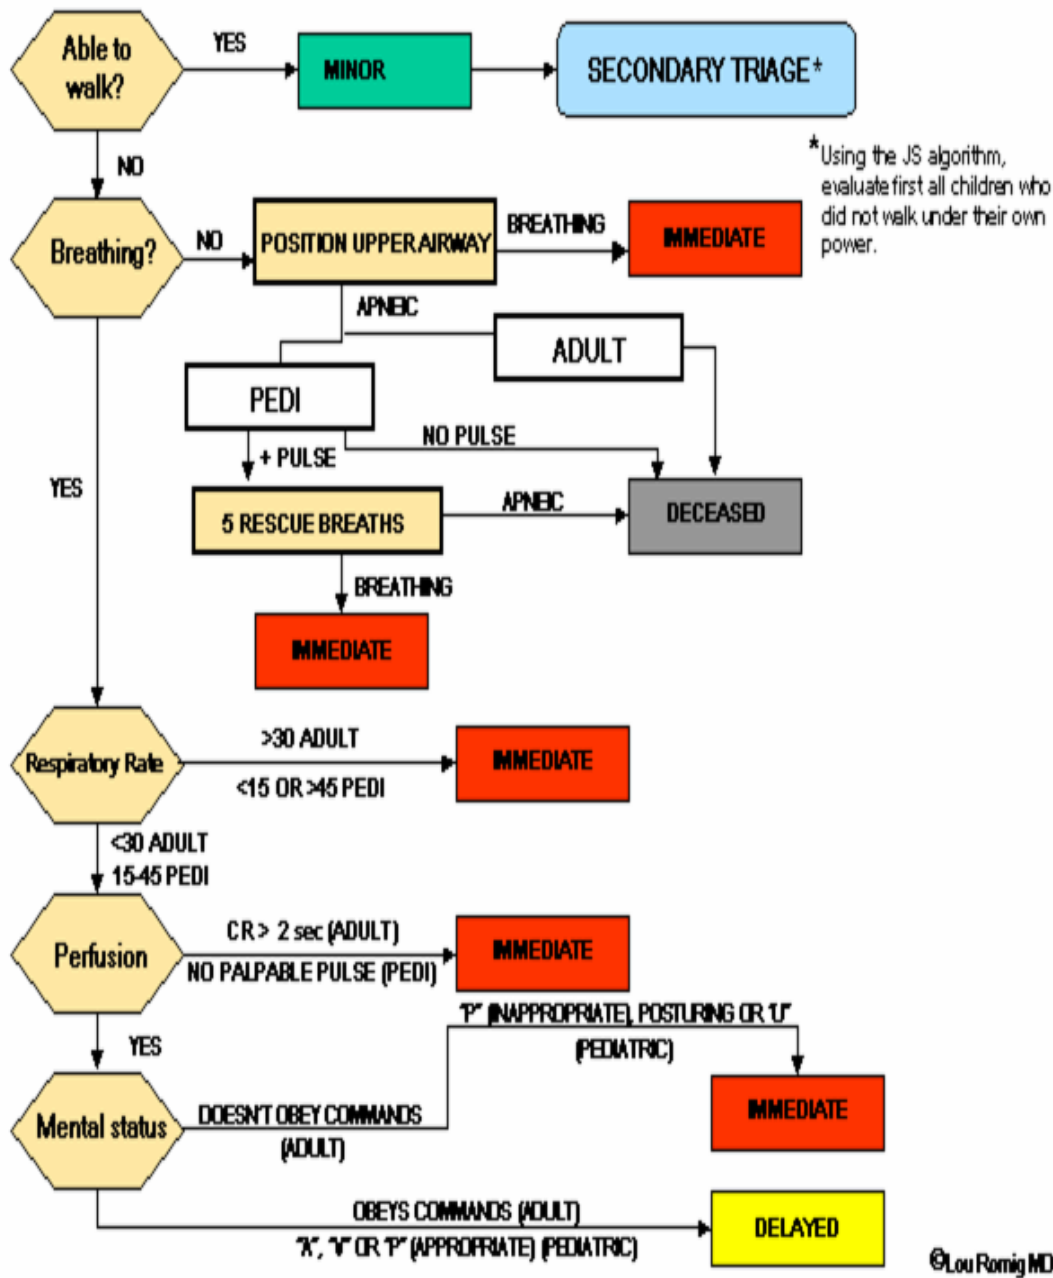 Able to
walk?
YES
MINOR
SECONDARY TRIAGE*
NO
*Using the JS algorithm,
evaluate first all children who
did not walk under their own
power.
Breathing?
NO
POSITION UPPER AIRWAY
BREATHING
IMMEDIATE
APNEIC
ADULT
PEDI
NO PULSE
+ PULSE
YES
5 RESCUE BREATHS
APNEIC
DECEASED
BREATHING
IMMEDIATE
Respiratory Rate
>30 ADULT
<15 OR >45 PEDI
IMMEDIATE
<30 ADULT
15-45 PEDI
Perfusion
CR > 2 sec (ADULT)
NO PALPABLE PULSE (PEDI)
IMMEDIATE
"P" (INAPPROPRIATE), POSTURING OR "U"
(PEDIATRIC)
YES
Mental status
DOESN'T OBEY COMMANDS
(ADULT)
IMMEDIATE
OBEYS COMMANDS (ADULT)
"A", "V" OR "P" (APPROPRIATE) (PEDIATRIC)
DELAYED
©Lou Romig MD